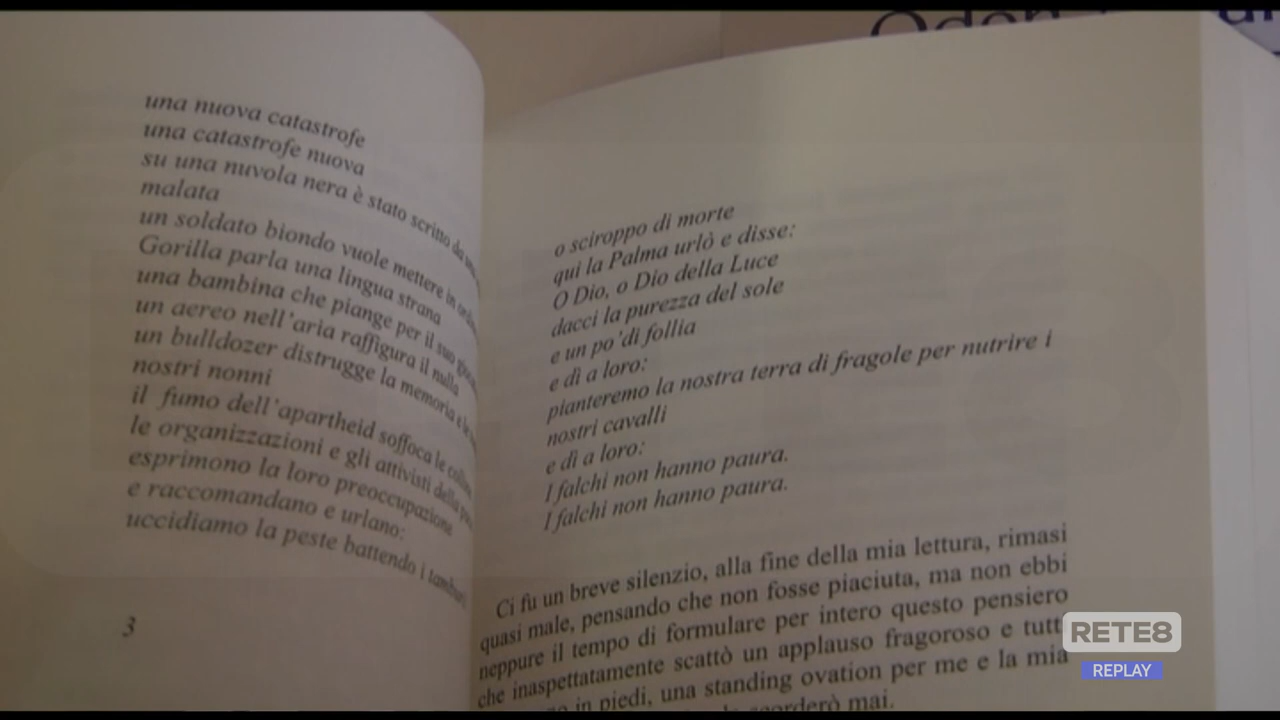 una nuova catastrofe
una catastrofe nuova
su una nuvola nera è stato scritto da
malata
un soldato biondo vuole mettere in
Gorilla parla una lingua strana
una bambina che piange per il suo
un aereo nell'aria raffigura il nulla
un bulldozer distrugge la memoria e
nostri nonni
il fumo dell'apartheid soffoca le
le organizzazioni e gli attivisti della
esprimono la loro preoccupazione
e raccomandano e urlano:
uccidiamo la peste battendo i
3
o sciroppo di morte
qui la Palma urlò e disse:
O Dio, o Dio della Luce
dacci la purezza del sole
e un po 'di follia
e dì a loro:
pianteremo la nostra terra di fragole per nutrire i
nostri cavalli
e dì a loro:
I falchi non hanno paura.
I falchi non hanno paura.
Ci fu un breve silenzio, alla fine della mia lettura, rimasi
quasi male, pensando che non fosse piaciuta, ma non ebbi
neppure il tempo di formulare per intero questo pensiero
che inaspettatamente scattò un applauso fragoroso e
in piedi, una standing ovation per me e la mia
mai.
RETE8
REPLAY